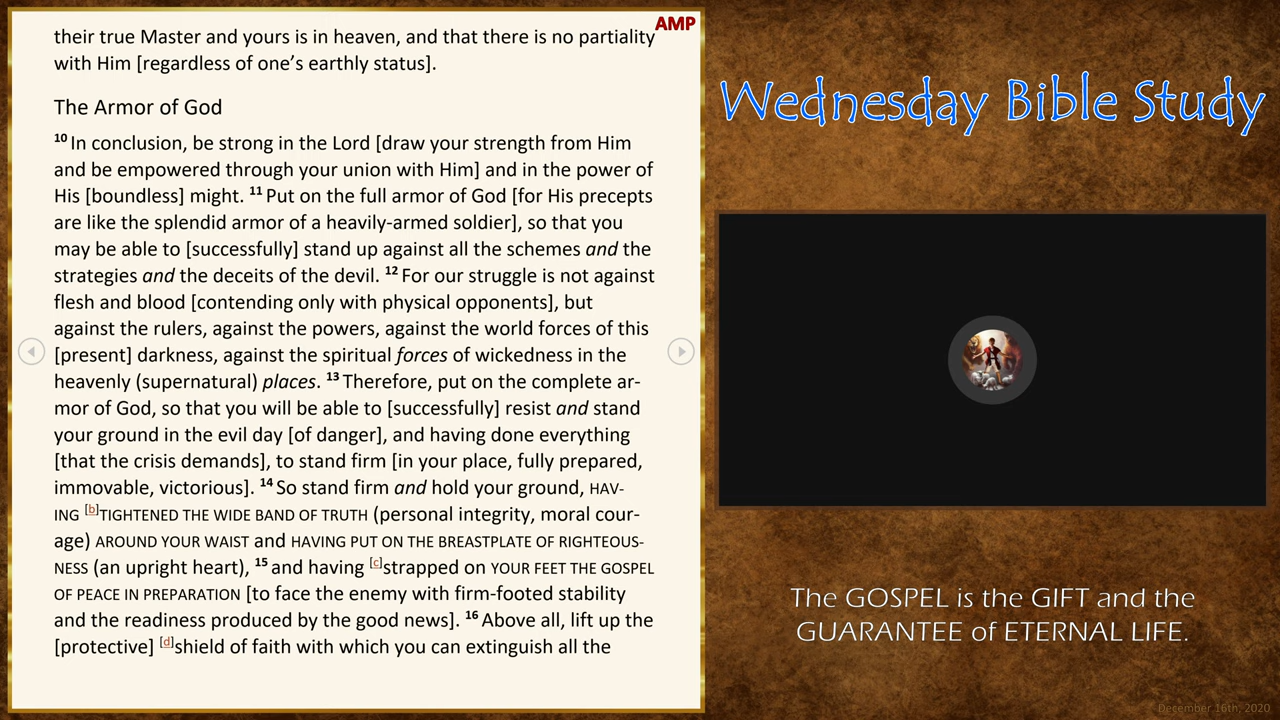 AMP
their true Master and yours is in heaven, and that there is no partiality
with Him [regardless of one’s earthly status].
The Armor of God
10 In conclusion, be strong in the Lord [draw your strength from Him
and be empowered through your union with Him] and in the power of
His [boundless] might. 11 Put on the full armor of God [for His precepts
are like the splendid armor of a heavily-armed soldier], so that you
may be able to [successfully] stand up against all the schemes and the
strategies and the deceits of the devil. 12 For our struggle is not against
flesh and blood [contending only with physical opponents], but
against the rulers, against the powers, against the world forces of this
[present] darkness, against the spiritual forces of wickedness in the
heavenly (supernatural) places. 13 Therefore, put on the complete ar-
mor of God, so that you will be able to [successfully] resist and stand
your ground in the evil day [of danger], and having done everything
[that the crisis demands], to stand firm [in your place, fully prepared,
immovable, victorious]. 14 So stand firm and hold your ground, HAV-
ING [b]TIGHTENED THE WIDE BAND OF TRUTH (personal integrity, moral cour-
age) AROUND YOUR WAIST and HAVING PUT ON THE BREASTPLATE OF RIGHTEOUS-
NESS (an upright heart), 15 and having [c]strapped on YOUR FEET THE GOSPEL
OF PEACE IN PREPARATION [to face the enemy with firm-footed stability
and the readiness produced by the good news]. 16 Above all, lift up the
[protective] [d]shield of faith with which you can extinguish all the
Wednesday Bible Study
The GOSPEL is the GIFT and the
GUARANTEE of ETERNAL LIFE.
December 16th, 2020